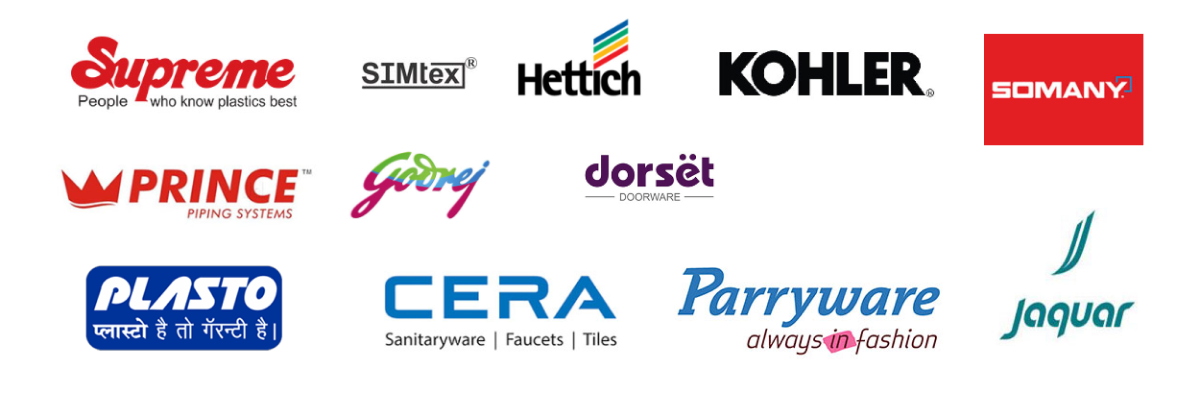 Supreme
People who know plastics best
SIMtex®
Hettich
KOHLER®
SOMANY
PRINCE™
PIPING SYSTEMS
Godrej
dorsët
DOORWARE
PLASTO
प्लास्टो है तो गॅरन्टी है।
CERA
Sanitaryware | Faucets | Tiles
Parryware
always in fashion
Jaquar